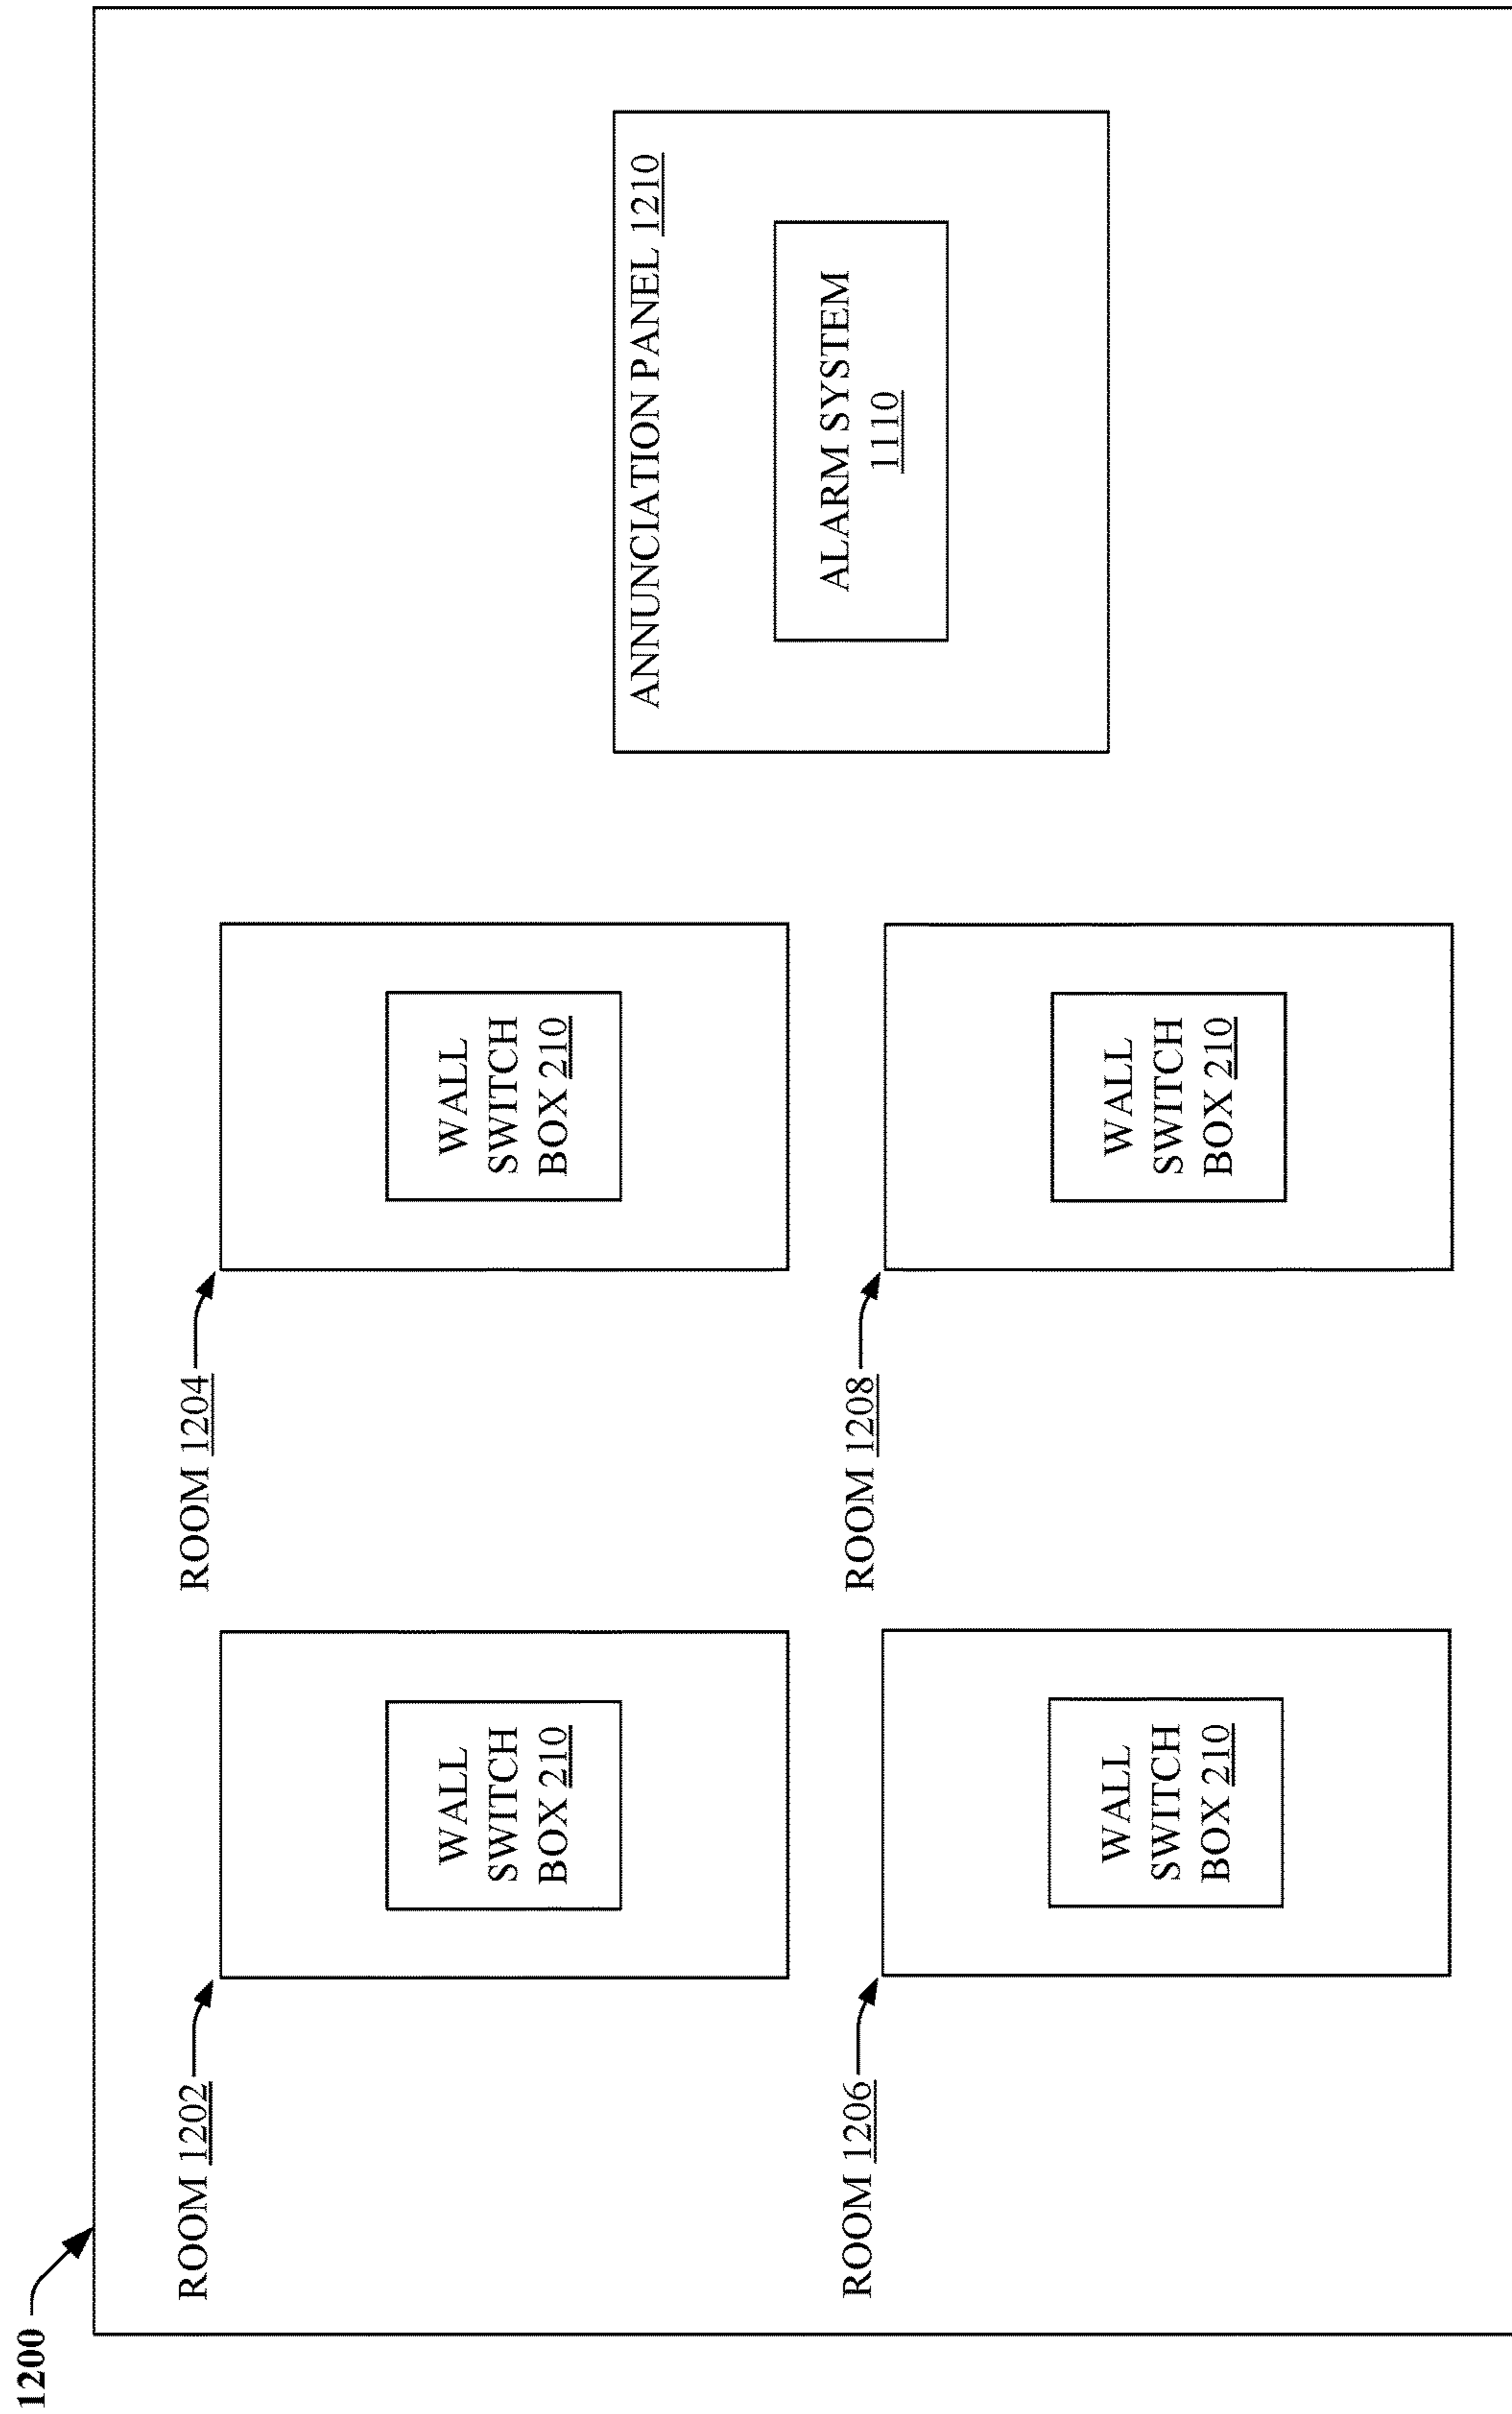 1200
ROOM 1202
WALL
SWITCH
BOX 210
ROOM 1204
WALL
SWITCH
BOX 210
ANNUNCIATION PANEL 1210
ALARM SYSTEM
1110
ROOM 1206
WALL
SWITCH
BOX 210
ROOM 1208
WALL
SWITCH
BOX 210